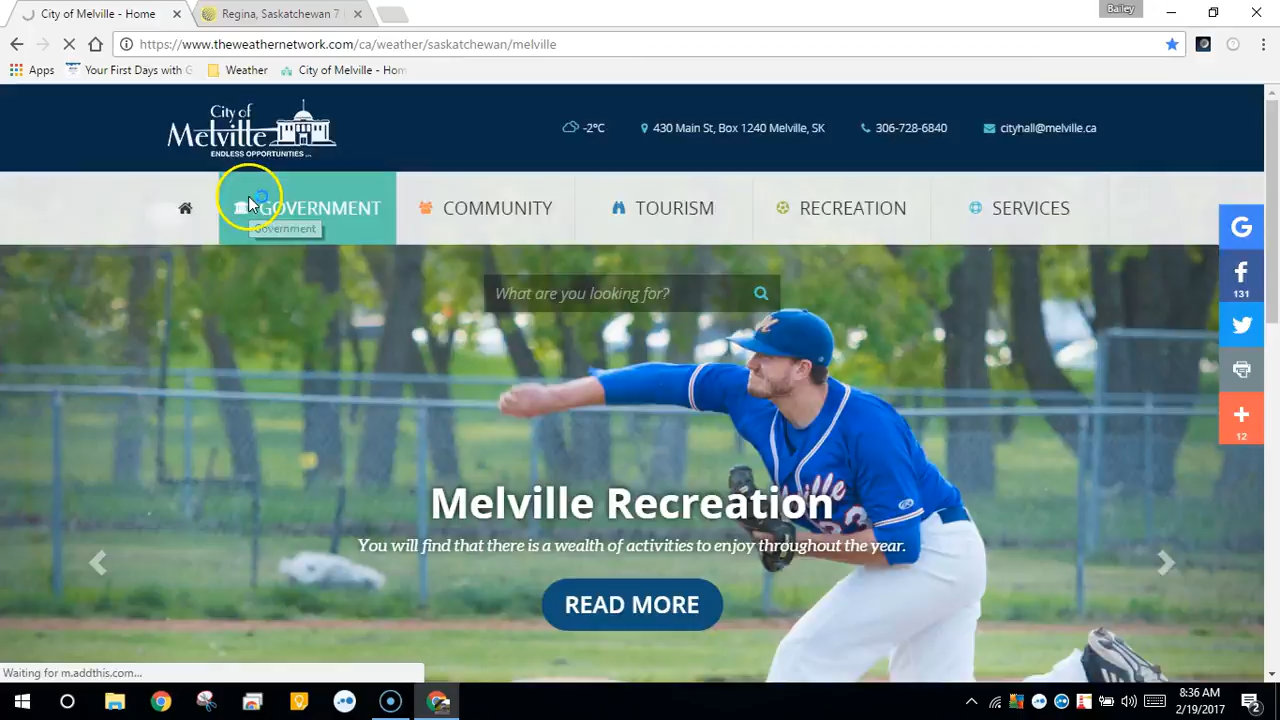 City of Melville - Home
Regina, Saskatchewan 7
Bailey
https://www.theweathernetwork.com/ca/weather/saskatchewan/melville
Apps
Your First Days with G
Weather
City of Melville - Hom
City of
Melville
ENDLESS OPPORTUNITIES ...
-2°C
430 Main St, Box 1240 Melville, SK
306-728-6840
cityhall@melville.ca
GOVERNMENT
COMMUNITY
TOURISM
RECREATION
SERVICES
Government
What are you looking for?
131
12
Melville Recreation
You will find that there is a wealth of activities to enjoy throughout the year.
READ MORE
Waiting for m.addthis.com...
8:36 AM
2/19/2017
2